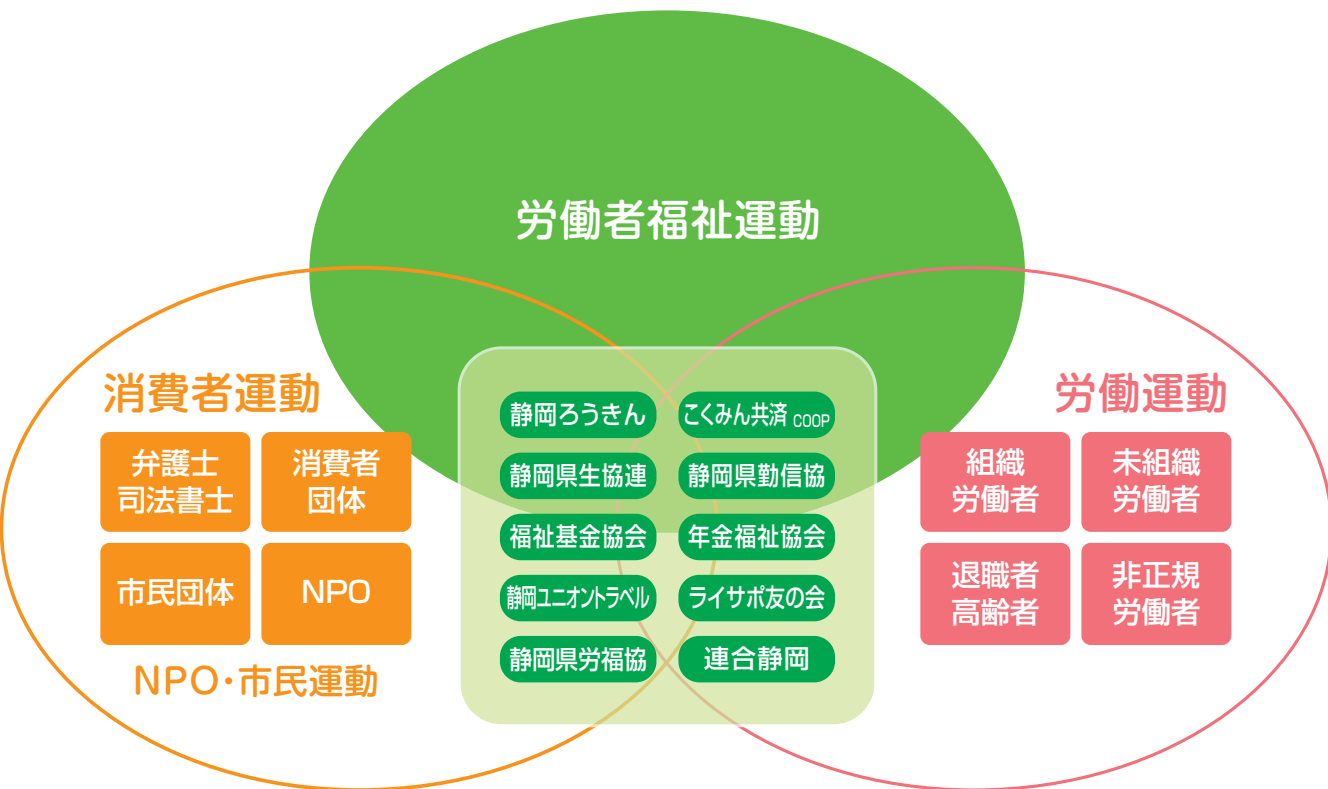 労働者福祉運動
消費者運動
弁護士
司法書士
消費者
団体
市民団体
NPO
NPO・市民運動
静岡ろうきん
こくみん共済 COOP
静岡県生協連
静岡県勤信協
福祉基金協会
年金福祉協会
静岡ユニオントラベル
ライサポ友の会
静岡県労福協
連合静岡
労働運動
組織
労働者
未組織
労働者
退職者
高齢者
非正規
労働者